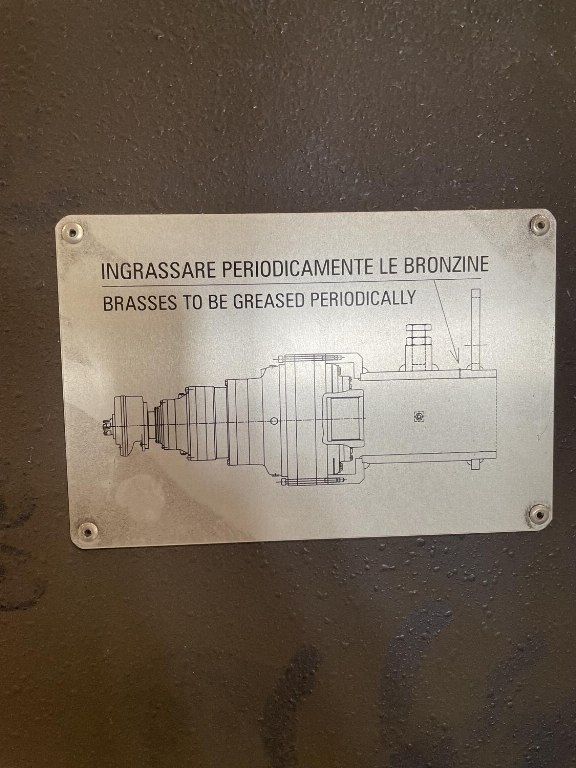 INGRASSARE PERIODICAMENTE LE BRONZINE
BRASSES TO BE GREASED PERIODICALLY